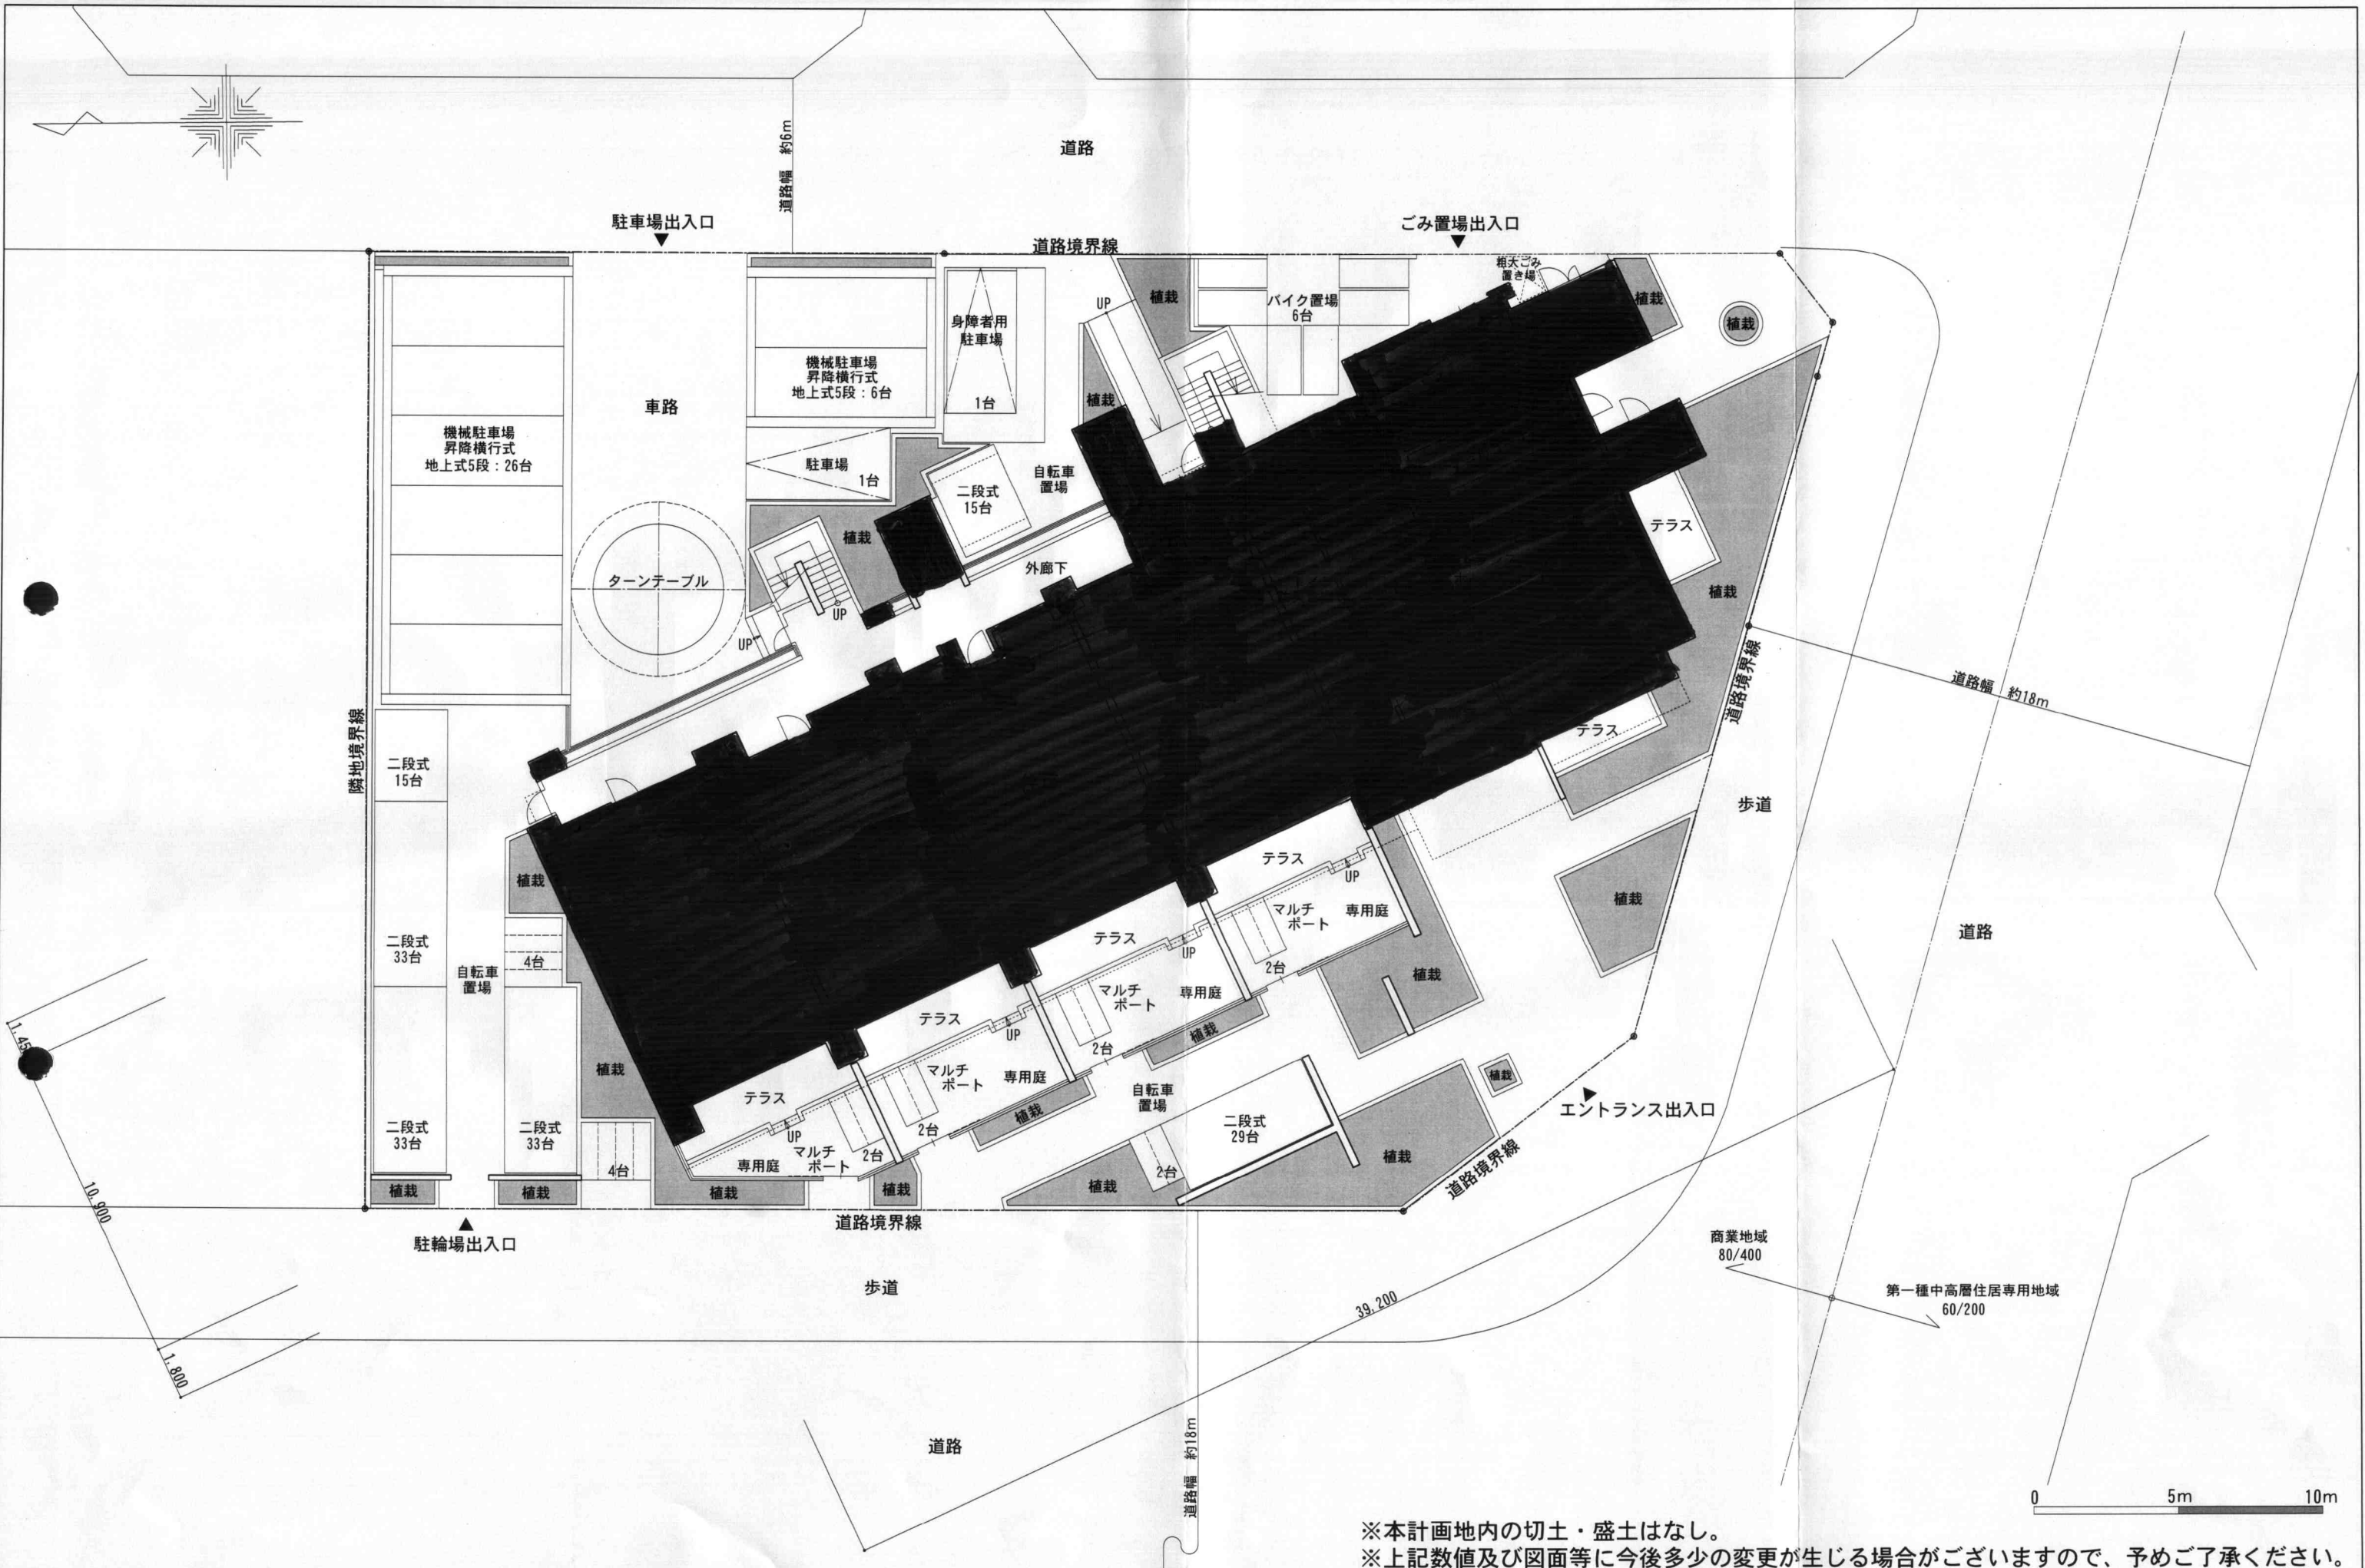 道路幅 約6m
道路
駐車場出入口
ごみ置場出入口
道路境界線
粗大ごみ
置き場
UP
植栽
バイク置場
6台
植栽
植栽
身障者用
駐車場
1台
機械駐車場
昇降横行式
地上式5段：6台
植栽
車路
機械駐車場
昇降横行式
地上式5段：26台
駐車場
1台
自転車
置場
二段式
15台
テラス
植栽
外廊下
ターンテーブル
UP
UP
植栽
道路境界線
道路幅 約18m
隣地境界線
テラス
二段式
15台
歩道
テラス
UP
植栽
植栽
マルチ
ポート
専用庭
道路
テラス
UP
二段式
33台
4台
自転車
置場
2台
植栽
マルチ
ポート
専用庭
テラス
UP
植栽
2台
植栽
マルチ
ポート
専用庭
植栽
自転車
置場
テラス
植栽
エントランス出入口
二段式
33台
二段式
33台
UP
2台
二段式
29台
マルチ
ポート
2台
専用庭
4台
2台
植栽
道路境界線
植栽
植栽
植栽
植栽
植栽
道路境界線
駐輪場出入口
歩道
1,45
10,900
1,800
39,200
商業地域
80/400
第一種中高層住居専用地域
60/200
道路
道路幅 約18m
0 5m 10m
※本計画地内の切土・盛土はなし。
※上記数値及び図面等に今後多少の変更が生じる場合がございますので、予めご了承ください。